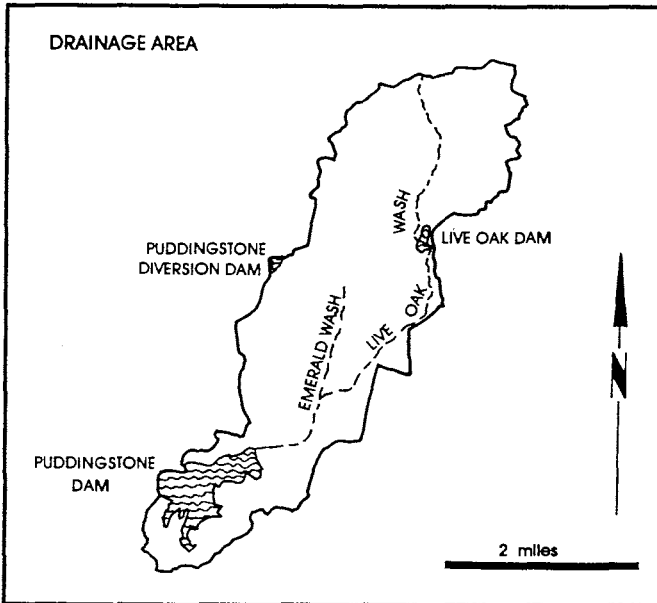 DRAINAGE AREA
WASH
LIVE OAK DAM
PUDDINGSTONE
DIVERSION DAM
LIVE OAK
EMERALD WASH
N
PUDDINGSTONE
DAM
2 miles